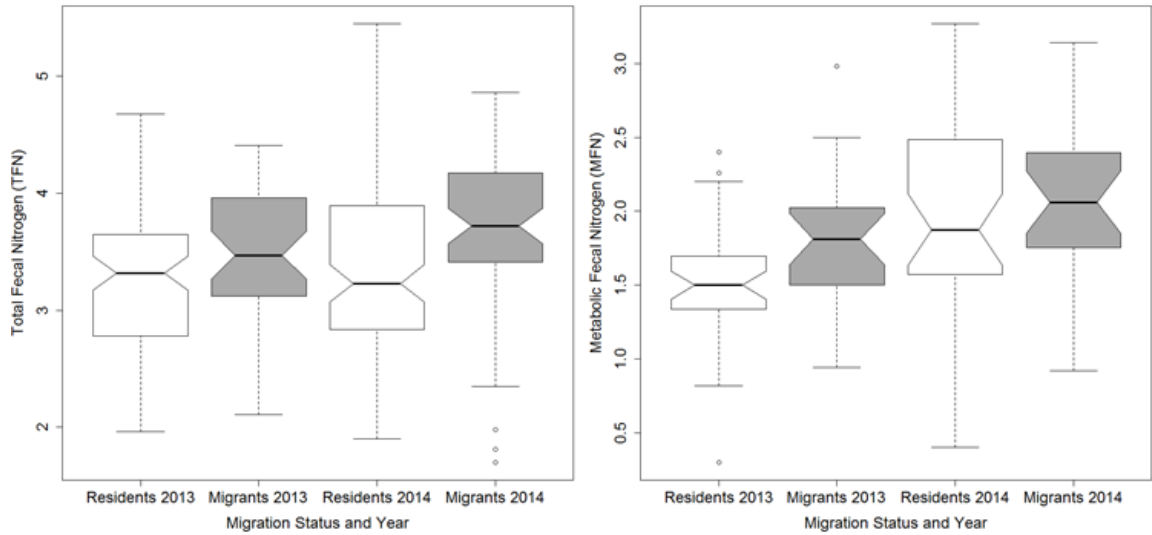 Total Fecal Nitrogen (TFN)
5
4
3
2
Residents 2013 Migrants 2013 Residents 2014 Migrants 2014
Migration Status and Year
Metabolic Fecal Nitrogen (MFN)
3.0
2.5
2.0
1.5
1.0
0.5
Residents 2013 Migrants 2013 Residents 2014 Migrants 2014
Migration Status and Year